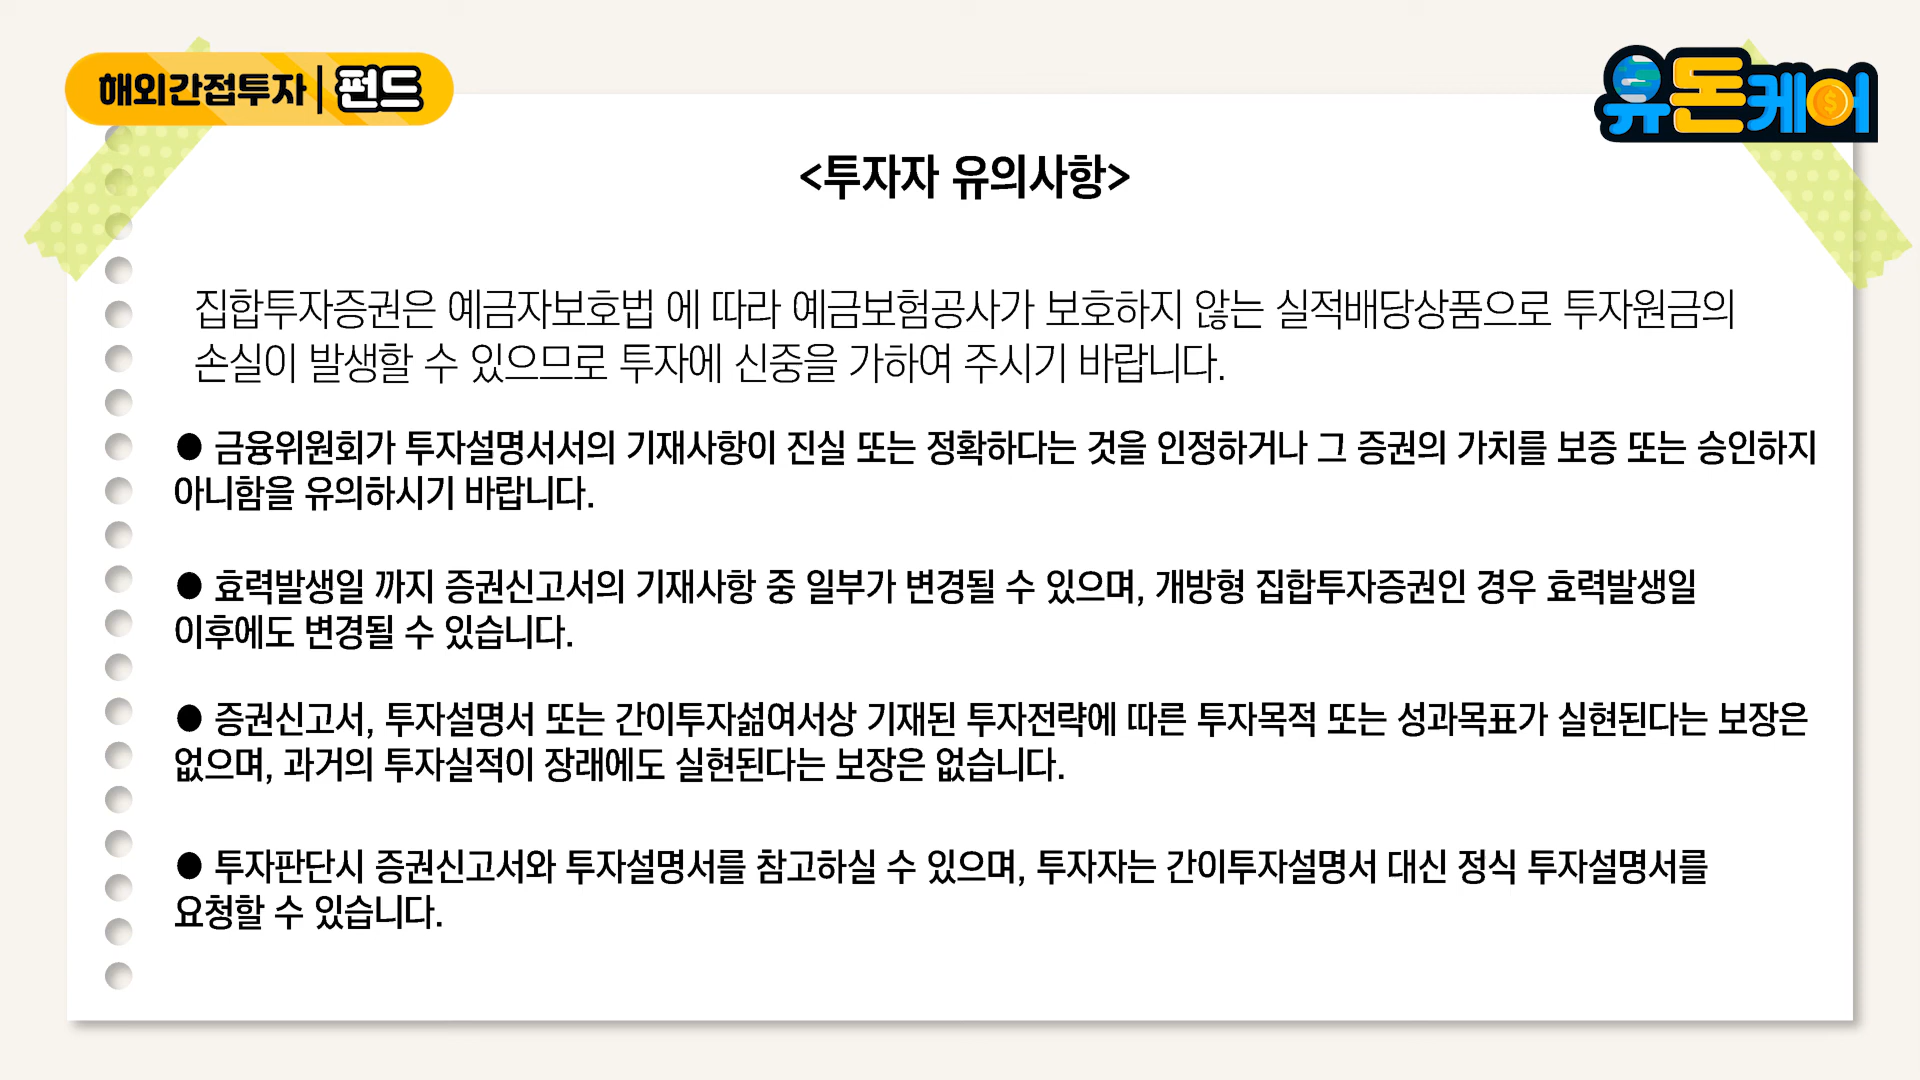 해외간접투자 | 펀드
유돈케어
<투자자 유의사항>
집합투자증권은 예금자보호법 에 따라 예금보험공사가 보호하지 않는 실적배당상품으로 투자원금의
손실이 발생할 수 있으므로 투자에 신중을 가하여 주시기 바랍니다.
● 금융위원회가 투자설명서서의 기재사항이 진실 또는 정확하다는 것을 인정하거나 그 증권의 가치를 보증 또는 승인하지
아니함을 유의하시기 바랍니다.
● 효력발생일 까지 증권신고서의 기재사항 중 일부가 변경될 수 있으며, 개방형 집합투자증권인 경우 효력발생일
이후에도 변경될 수 있습니다.
● 증권신고서, 투자설명서 또는 간이투자섦여서상 기재된 투자전략에 따른 투자목적 또는 성과목표가 실현된다는 보장은
없으며, 과거의 투자실적이 장래에도 실현된다는 보장은 없습니다.
● 투자판단시 증권신고서와 투자설명서를 참고하실 수 있으며, 투자자는 간이투자설명서 대신 정식 투자설명서를
요청할 수 있습니다.